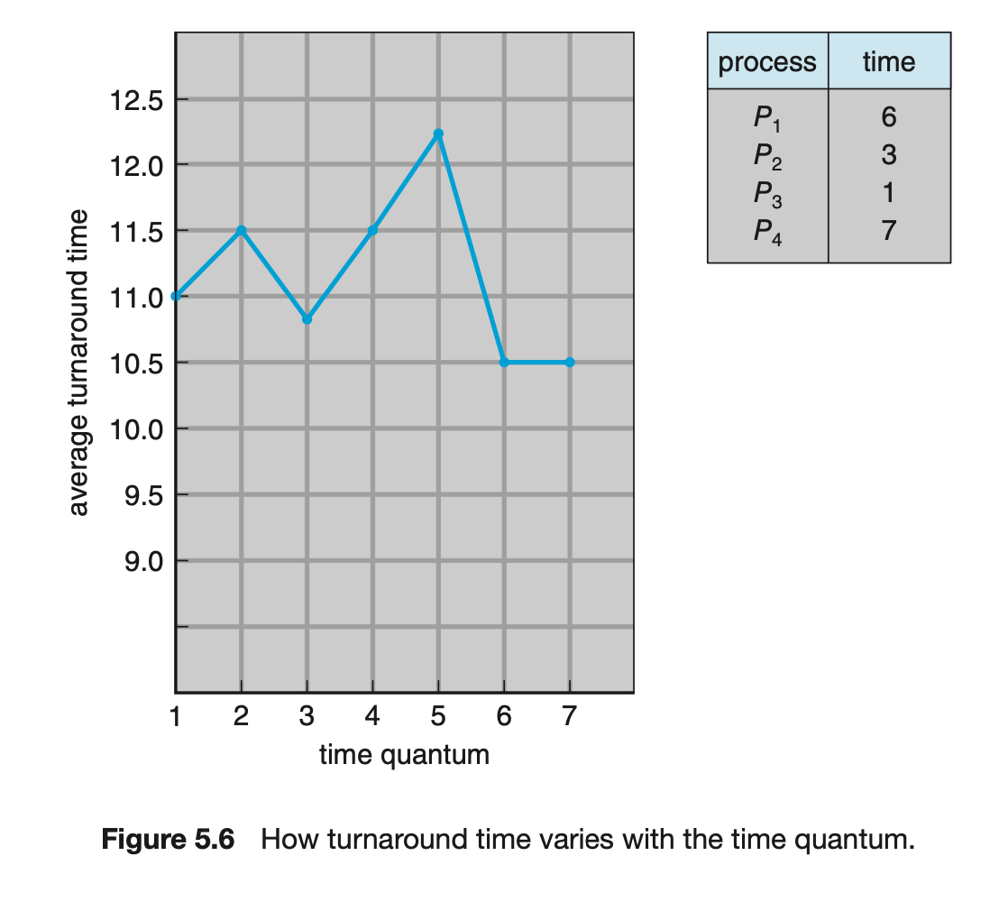 12.5
12.0
11.5
11.0
10.5
10.0
9.5
9.0
average turnaround time
1 2 3 4 5 6 7
time quantum
process time
P1 6
P2 3
P3 1
P4 7
Figure 5.6 How turnaround time varies with the time quantum.